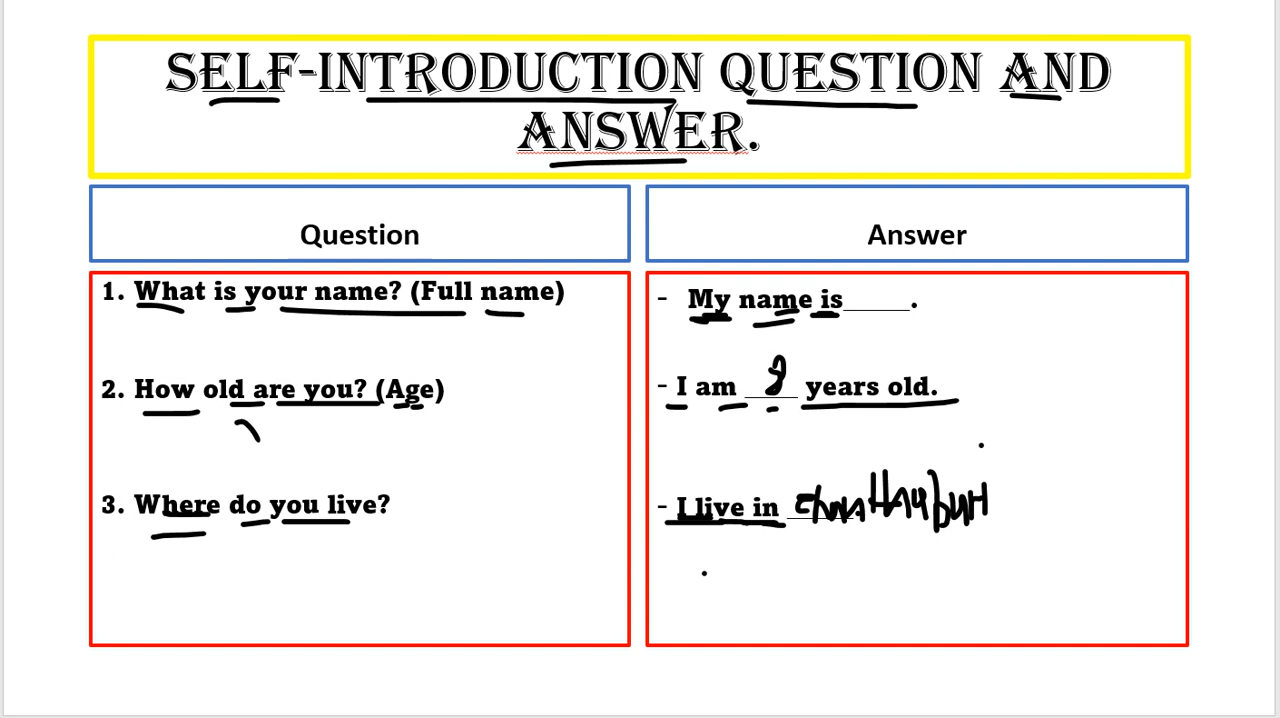 SELF-INTRODUCTION QUESTION AND
ANSWER.
Question
Answer
1. What is your name? (Full name)
- My name is_____.
2. How old are you? (Age)
- I am ____ years old.
3. Where do you live?
- I live in